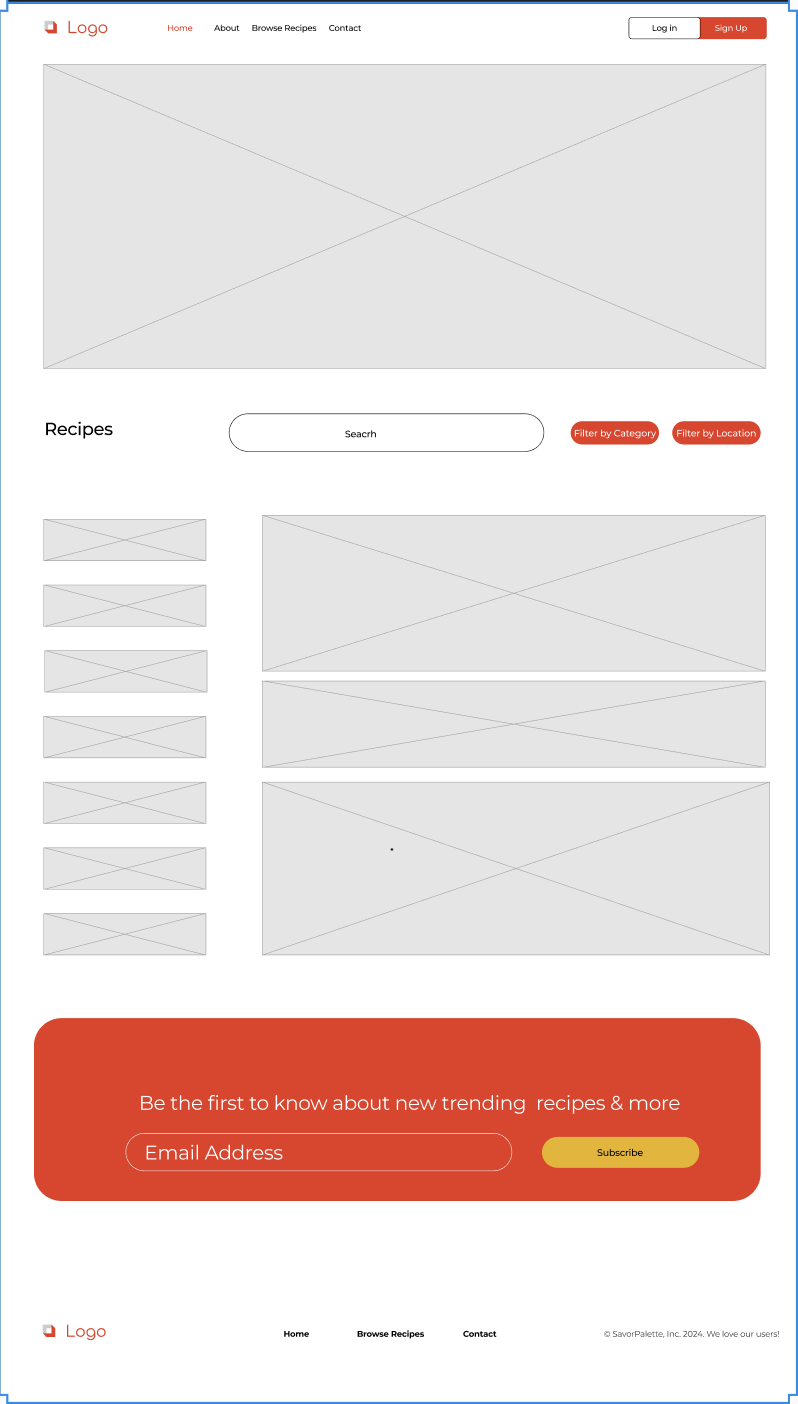 Logo
Home About Browse Recipes Contact
Log in Sign Up
Recipes
Seacrh
Filter by Category Filter by Location
Be the first to know about new trending recipes & more
Email Address
Subscribe
Logo
Home Browse Recipes Contact
© SavorPalette, Inc. 2024. We love our users!